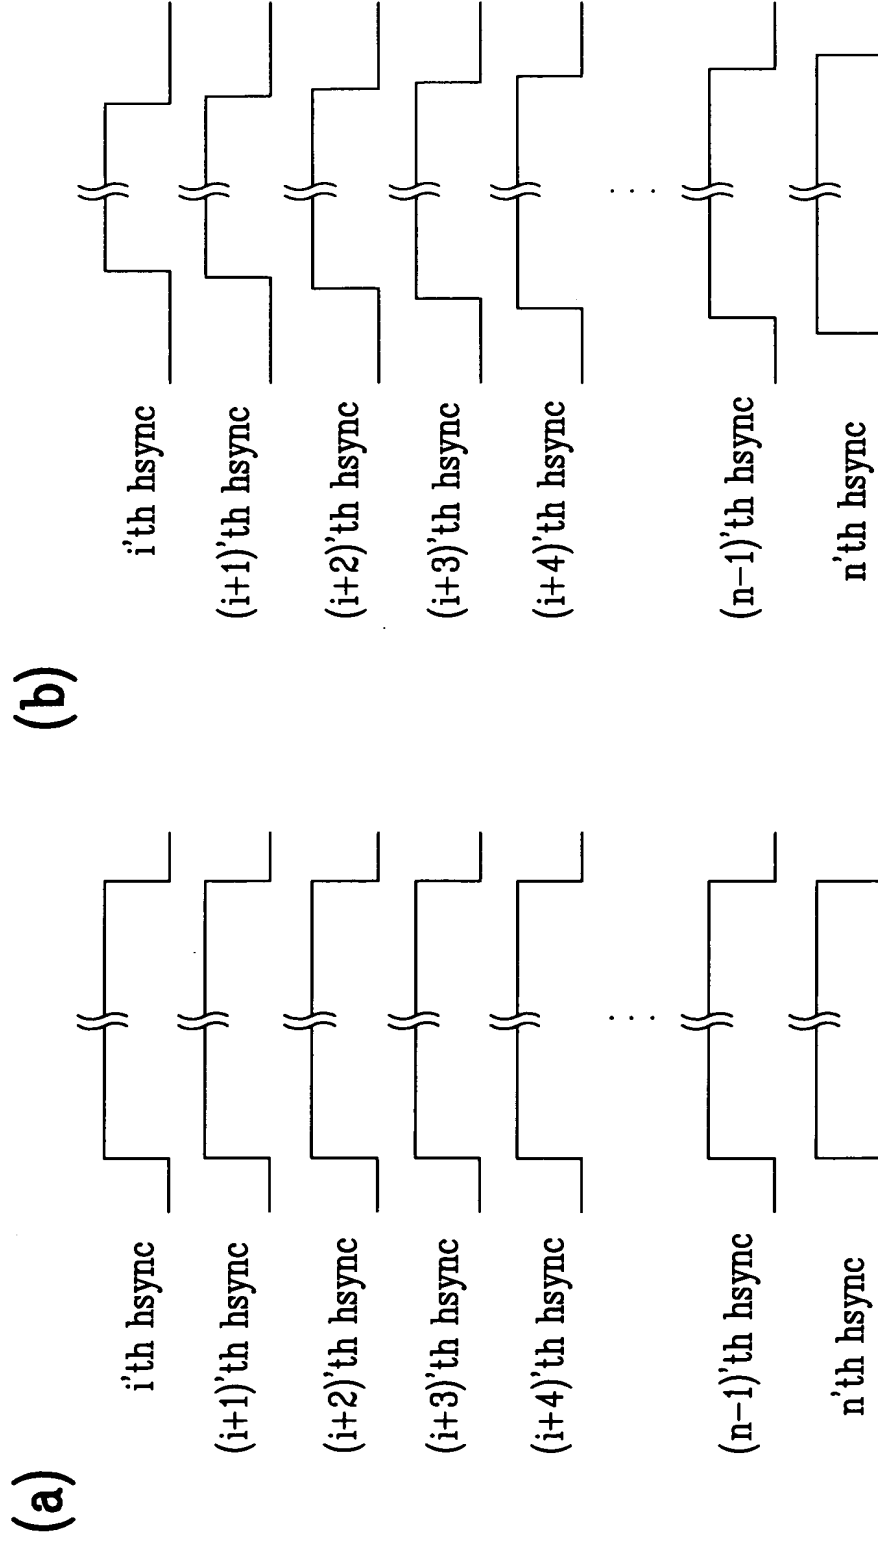 (a)
i'th hsync
(i+1)'th hsync
(i+2)'th hsync
(i+3)'th hsync
(i+4)'th hsync
. . .
(n−1)'th hsync
n'th hsync
(b)
i'th hsync
(i+1)'th hsync
(i+2)'th hsync
(i+3)'th hsync
(i+4)'th hsync
. . .
(n−1)'th hsync
n'th hsync